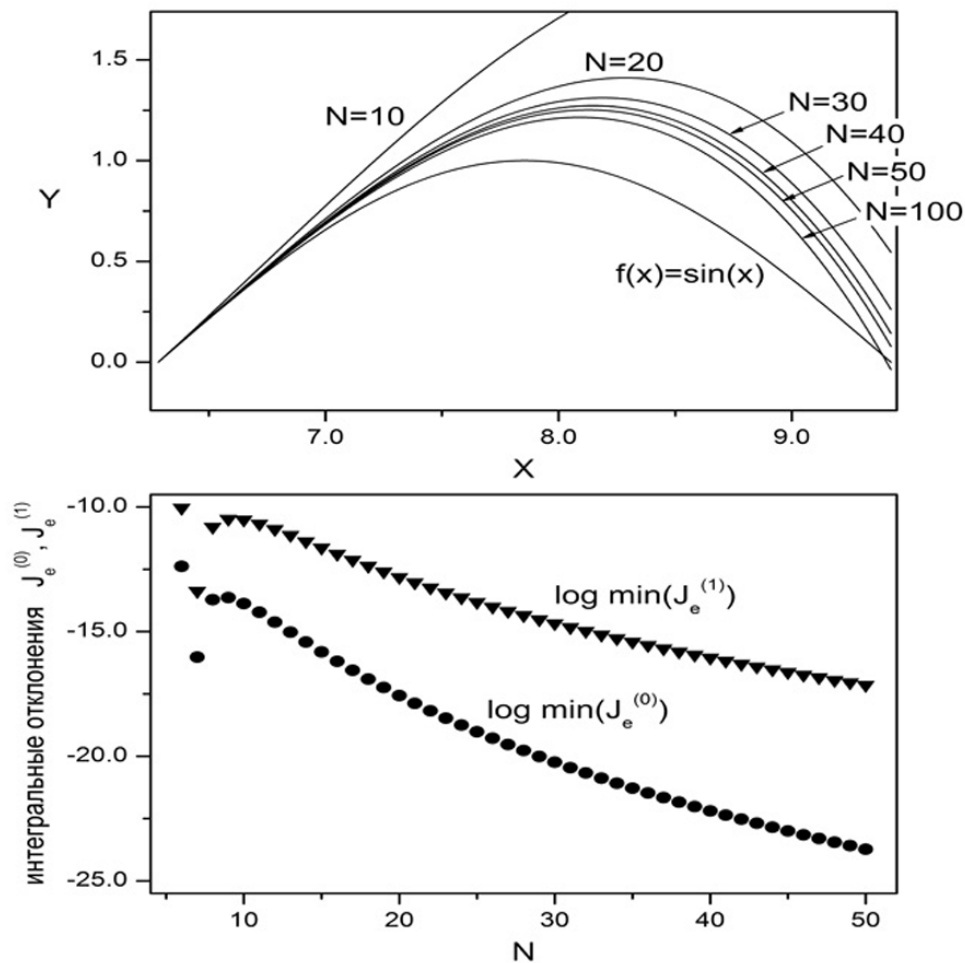 1.5
1.0
0.5
0.0
Y
N=10
N=20
N=30
N=40
N=50
N=100
f(x)=sin(x)
7.0
8.0
9.0
X
интегральные отклонения J_e^(0), J_e^(1)
-10.0
-15.0
-20.0
-25.0
log min(J_e^(1))
log min(J_e^(0))
10
20
30
40
50
N